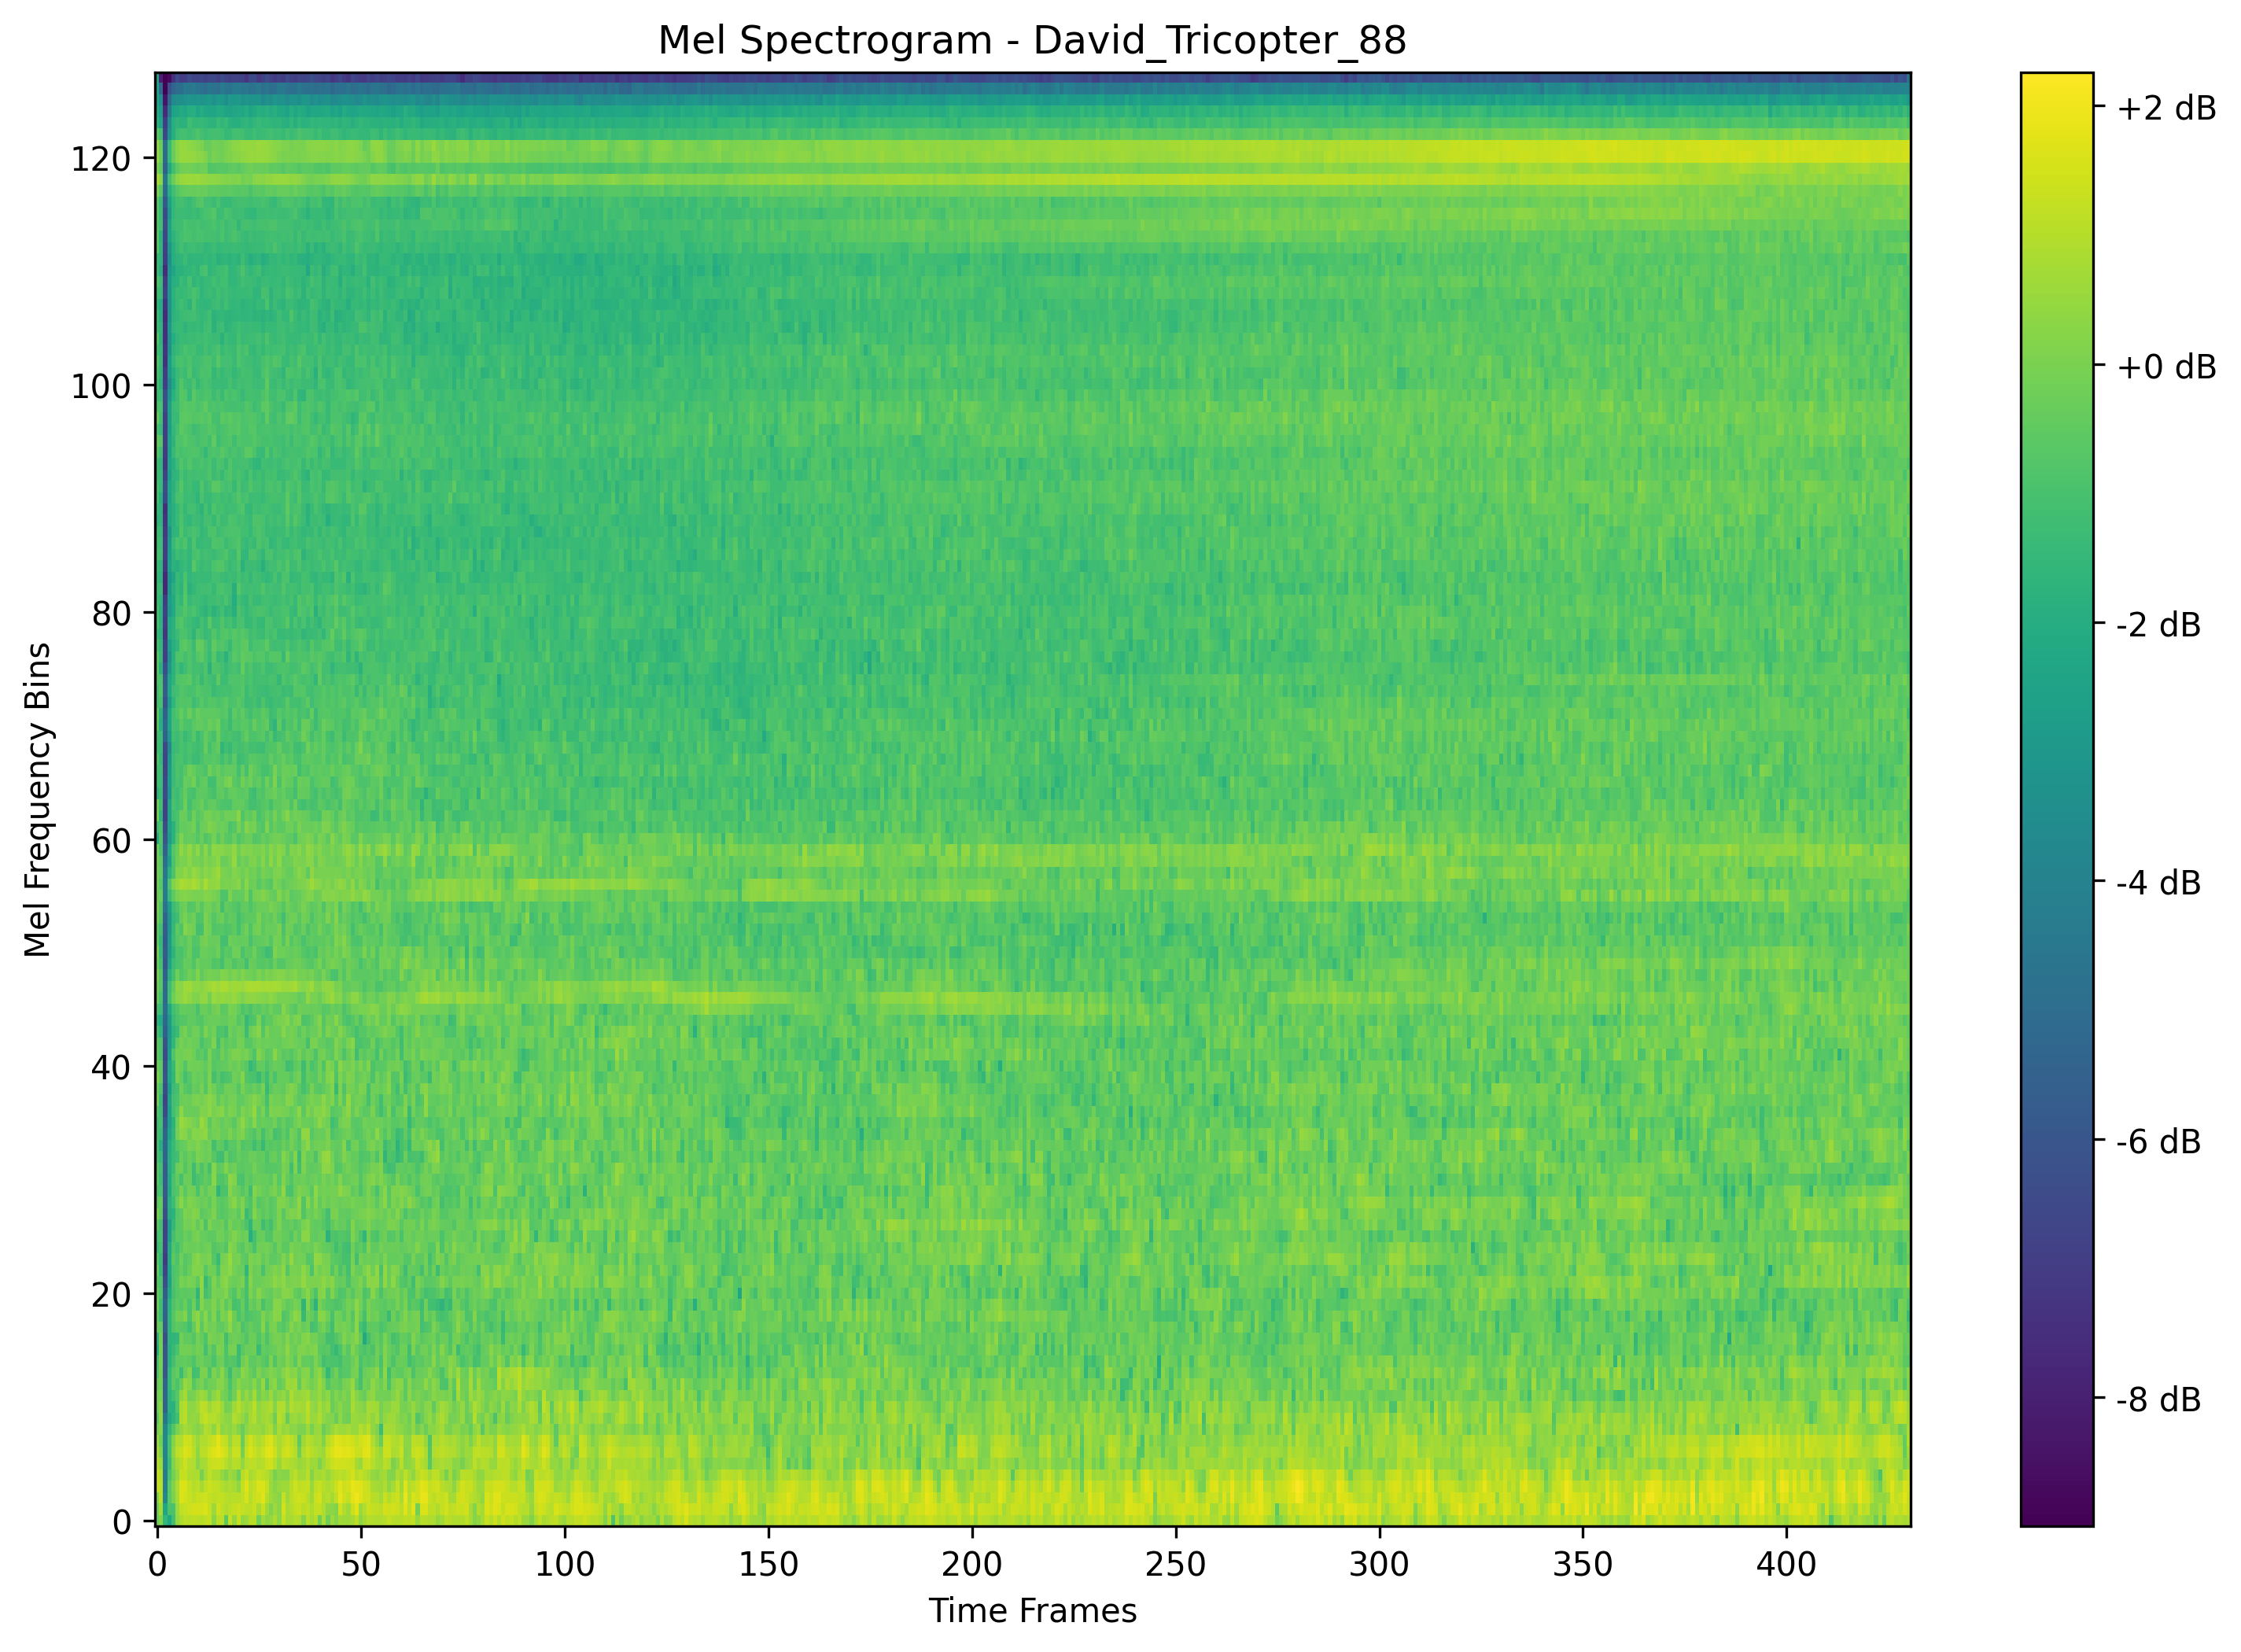 Mel Spectrogram - David_Tricopter_88
Mel Frequency Bins
120
100
80
60
40
20
0
0 50 100 150 200 250 300 350 400
Time Frames
+2 dB
+0 dB
-2 dB
-4 dB
-6 dB
-8 dB